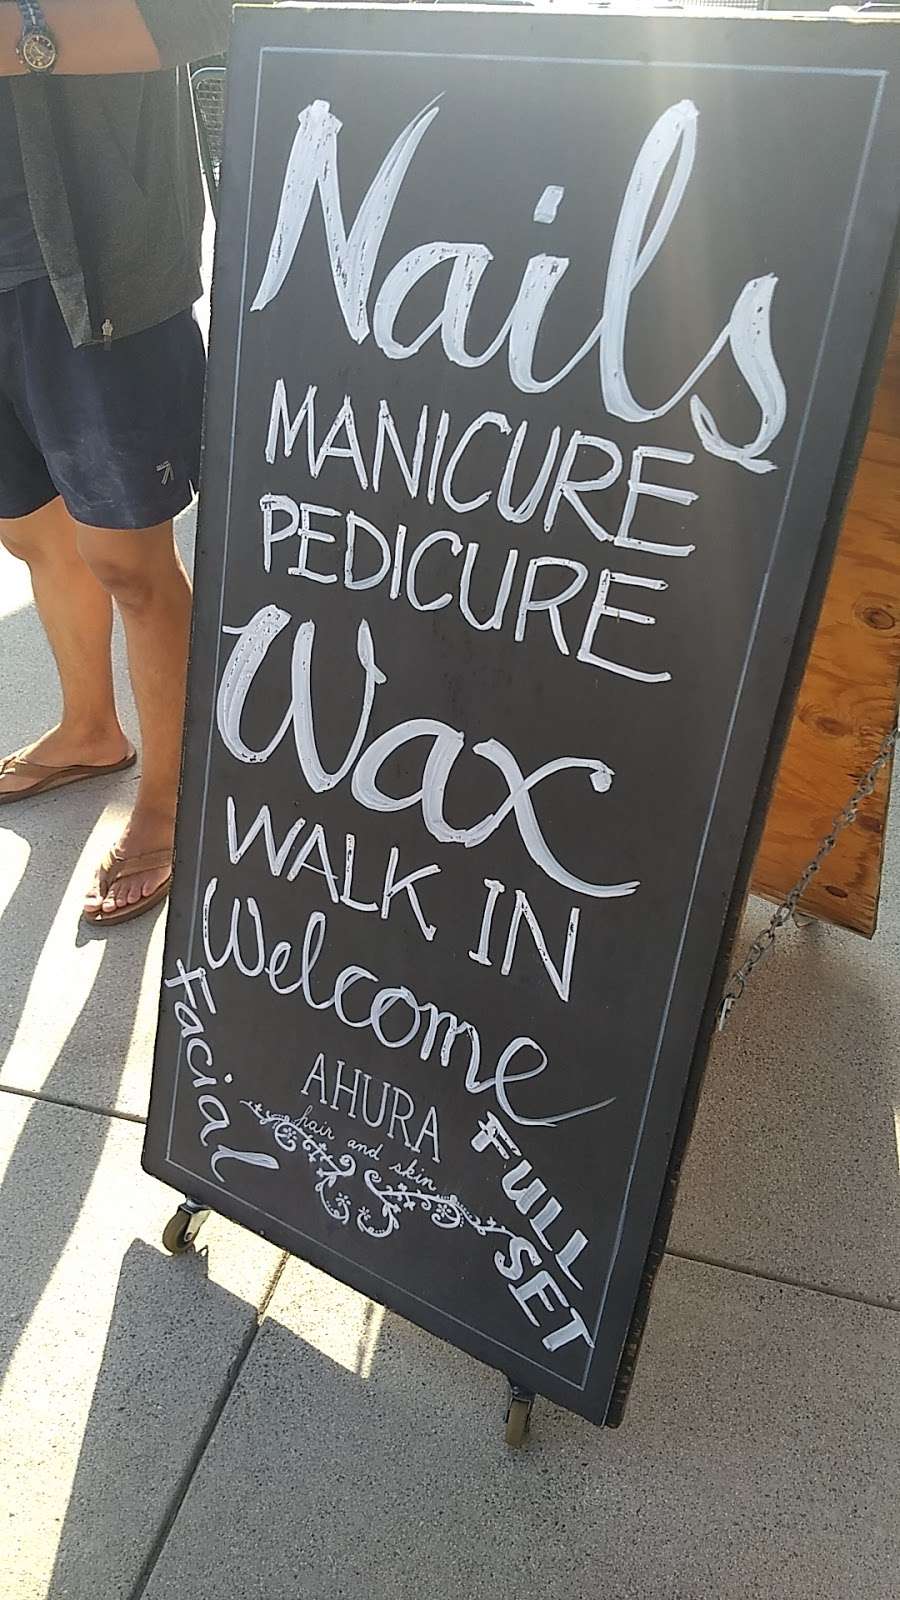 Nails
MANICURE
PEDICURE
Wax
WALK IN
Welcome
Facial
AHURA
hair and skin
FULL
SET